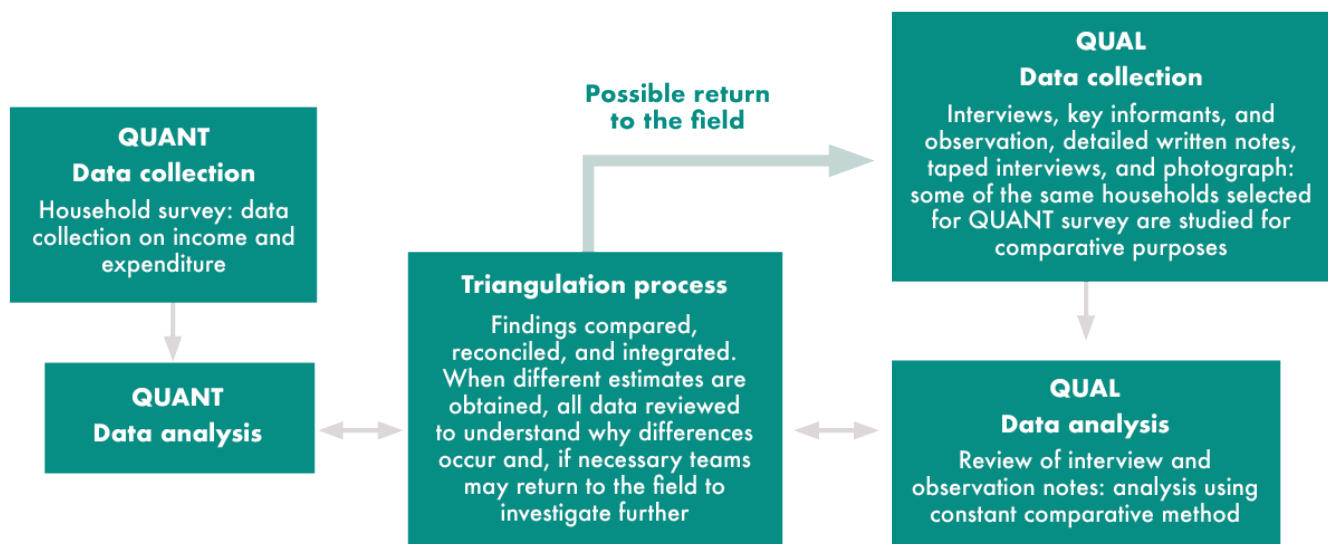 QUANT
Data collection
Household survey: data
collection on income and
expenditure
QUANT
Data analysis
Possible return
to the field
Triangulation process
Findings compared,
reconciled, and integrated.
When different estimates are
obtained, all data reviewed
to understand why differences
occur and, if necessary teams
may return to the field to
investigate further
QUAL
Data collection
Interviews, key informants, and
observation, detailed written notes,
taped interviews, and photograph:
some of the same households selected
for QUANT survey are studied for
comparative purposes
QUAL
Data analysis
Review of interview and
observation notes: analysis using
constant comparative method